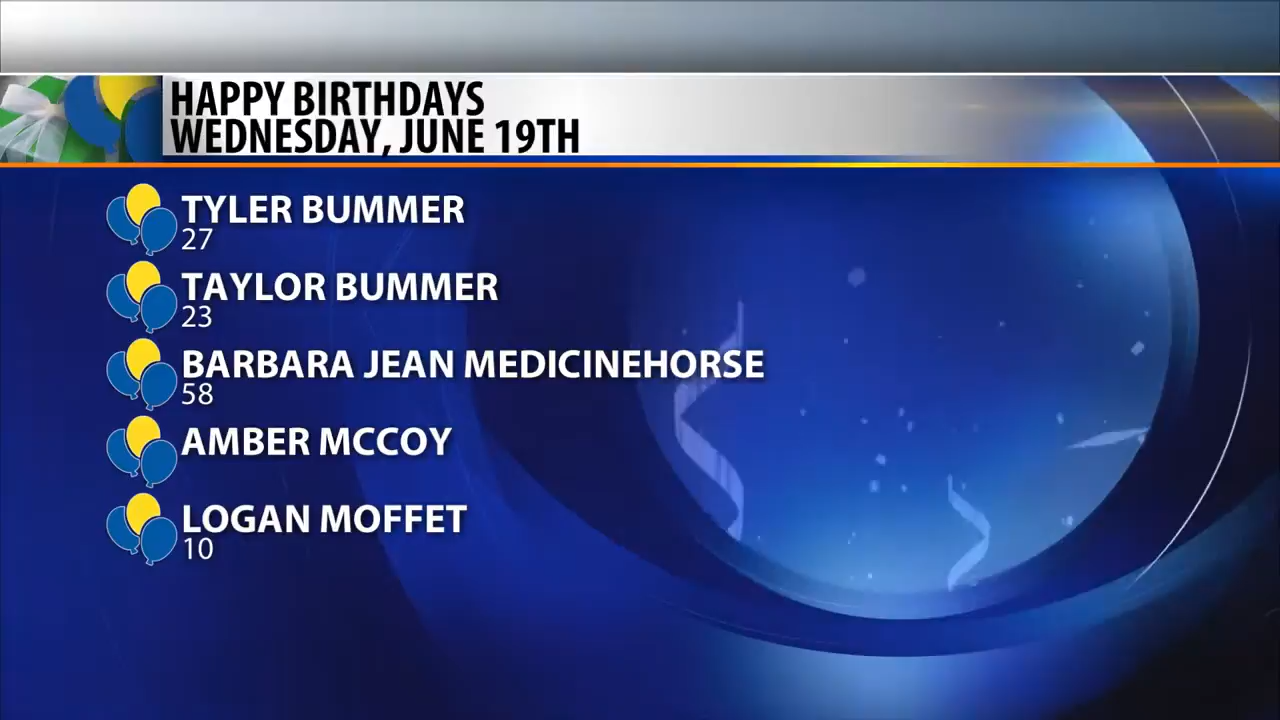 HAPPY BIRTHDAYS
WEDNESDAY, JUNE 19TH
TYLER BUMMER
27
TAYLOR BUMMER
23
BARBARA JEAN MEDICINEHORSE
58
AMBER MCCOY
LOGAN MOFFET
10